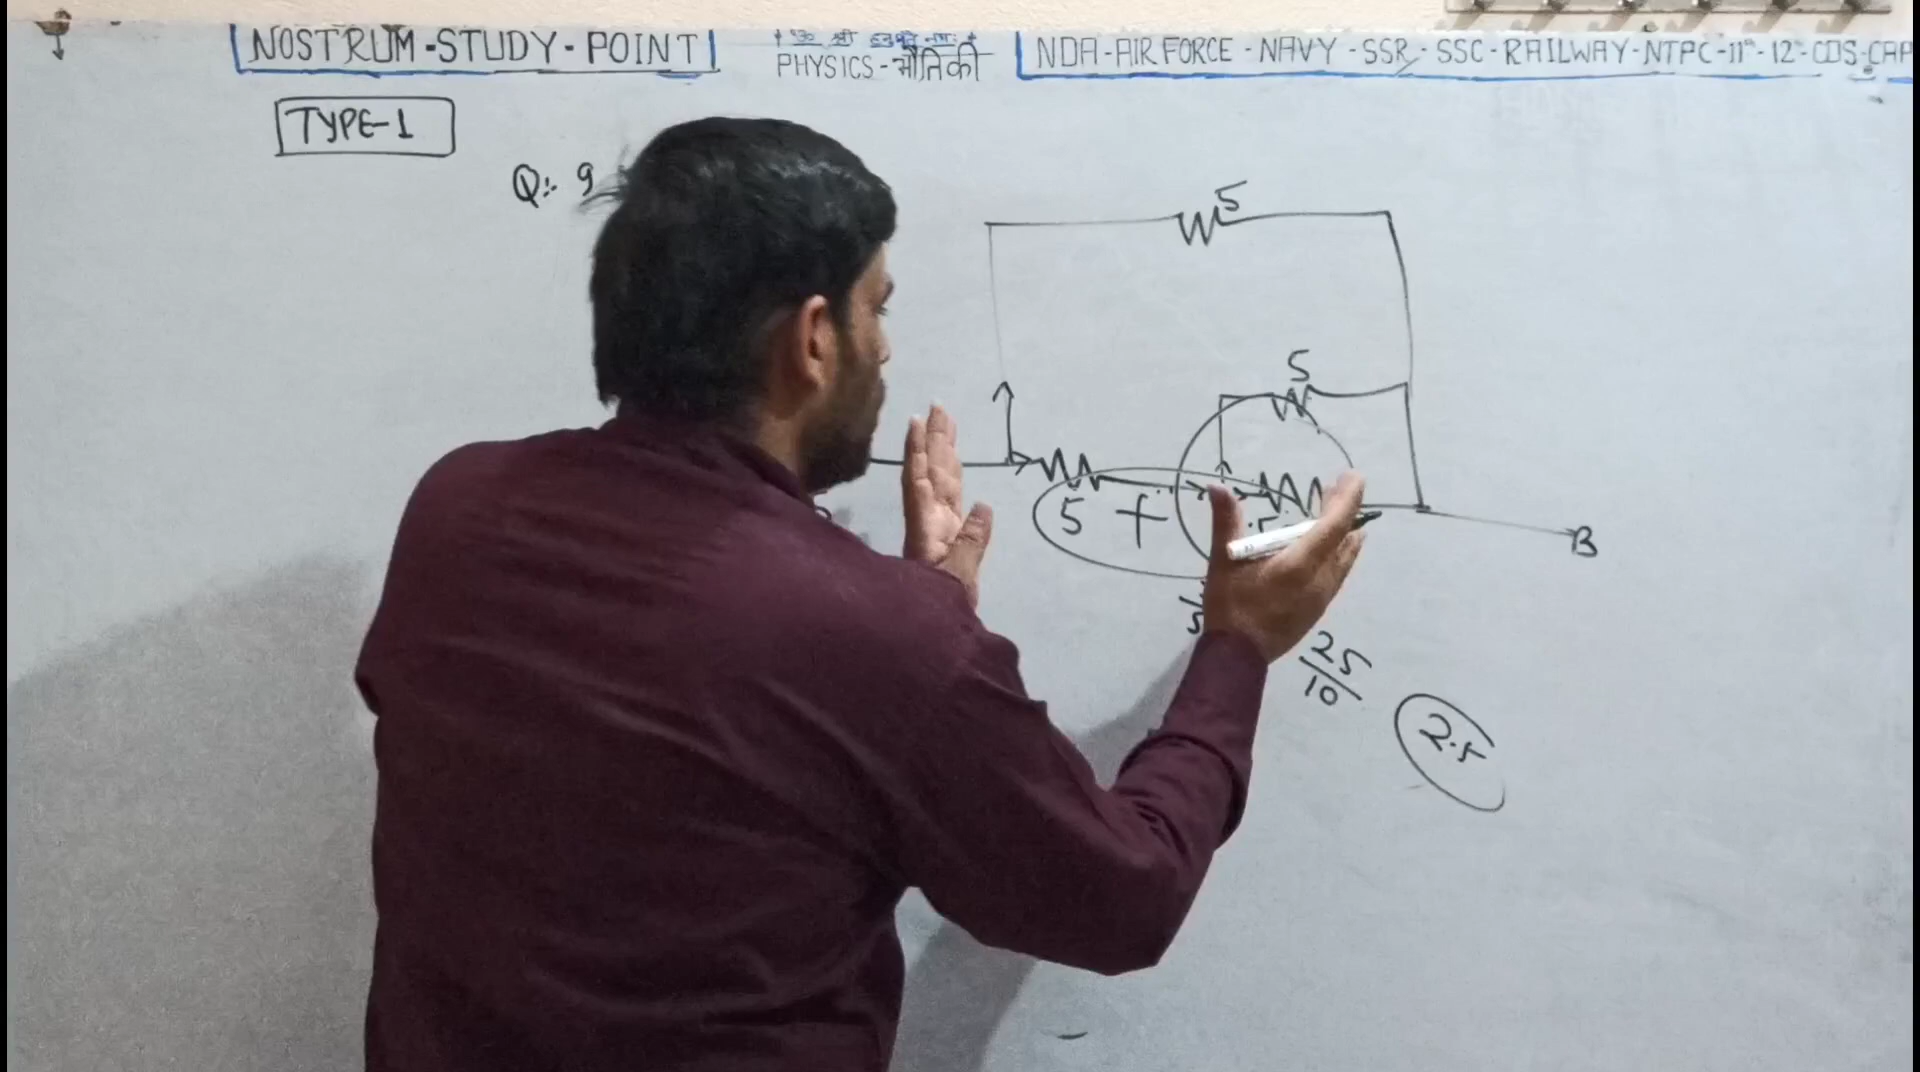 NOSTRUM-STUDY-POINT
PHYSICS-भौतिकी
NDA-AIR FORCE-NAVY-SSR-SSC-RAILWAY-NTPC-11th-12th-CDS-CAP
TYPE-1
Q:- 9
5
5
5 +
B
25
10
2.5